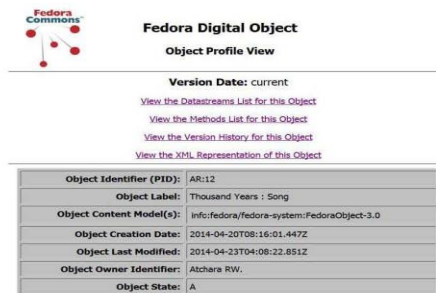 Fedora
Commons
Fedora Digital Object
Object Profile View
Version Date: current
View the Datastreams List for this Object
View the Methods List for this Object
View the Version History for this Object
View the XML Representation of this Object
Object Identifier (PID): AR:12
Object Label: Thousand Years : Song
Object Content Model(s): info:fedora/fedora-system:FedoraObject-3.0
Object Creation Date: 2014-04-20T08:16:01.447Z
Object Last Modified: 2014-04-23T04:08:22.851Z
Object Owner Identifier: Atchara RW.
Object State: A